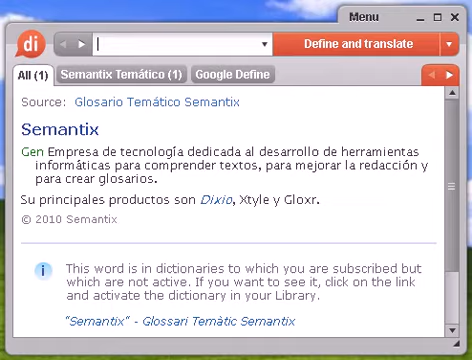 Menu
di
Define and translate
All (1)
Semantix Temático (1)
Google Define
Source: Glosario Temático Semantix
Semantix
Gen Empresa de tecnología dedicada al desarrollo de herramientas
informáticas para comprender textos, para mejorar la redacción y
para crear glosarios.
Su principales productos son Dixio, Xtyle y Gloxr.
© 2010 Semantix
i
This word is in dictionaries to which you are subscribed but
which are not active. If you want to see it, click on the link
and activate the dictionary in your Library.
"Semantix" - Glossari Temàtic Semantix